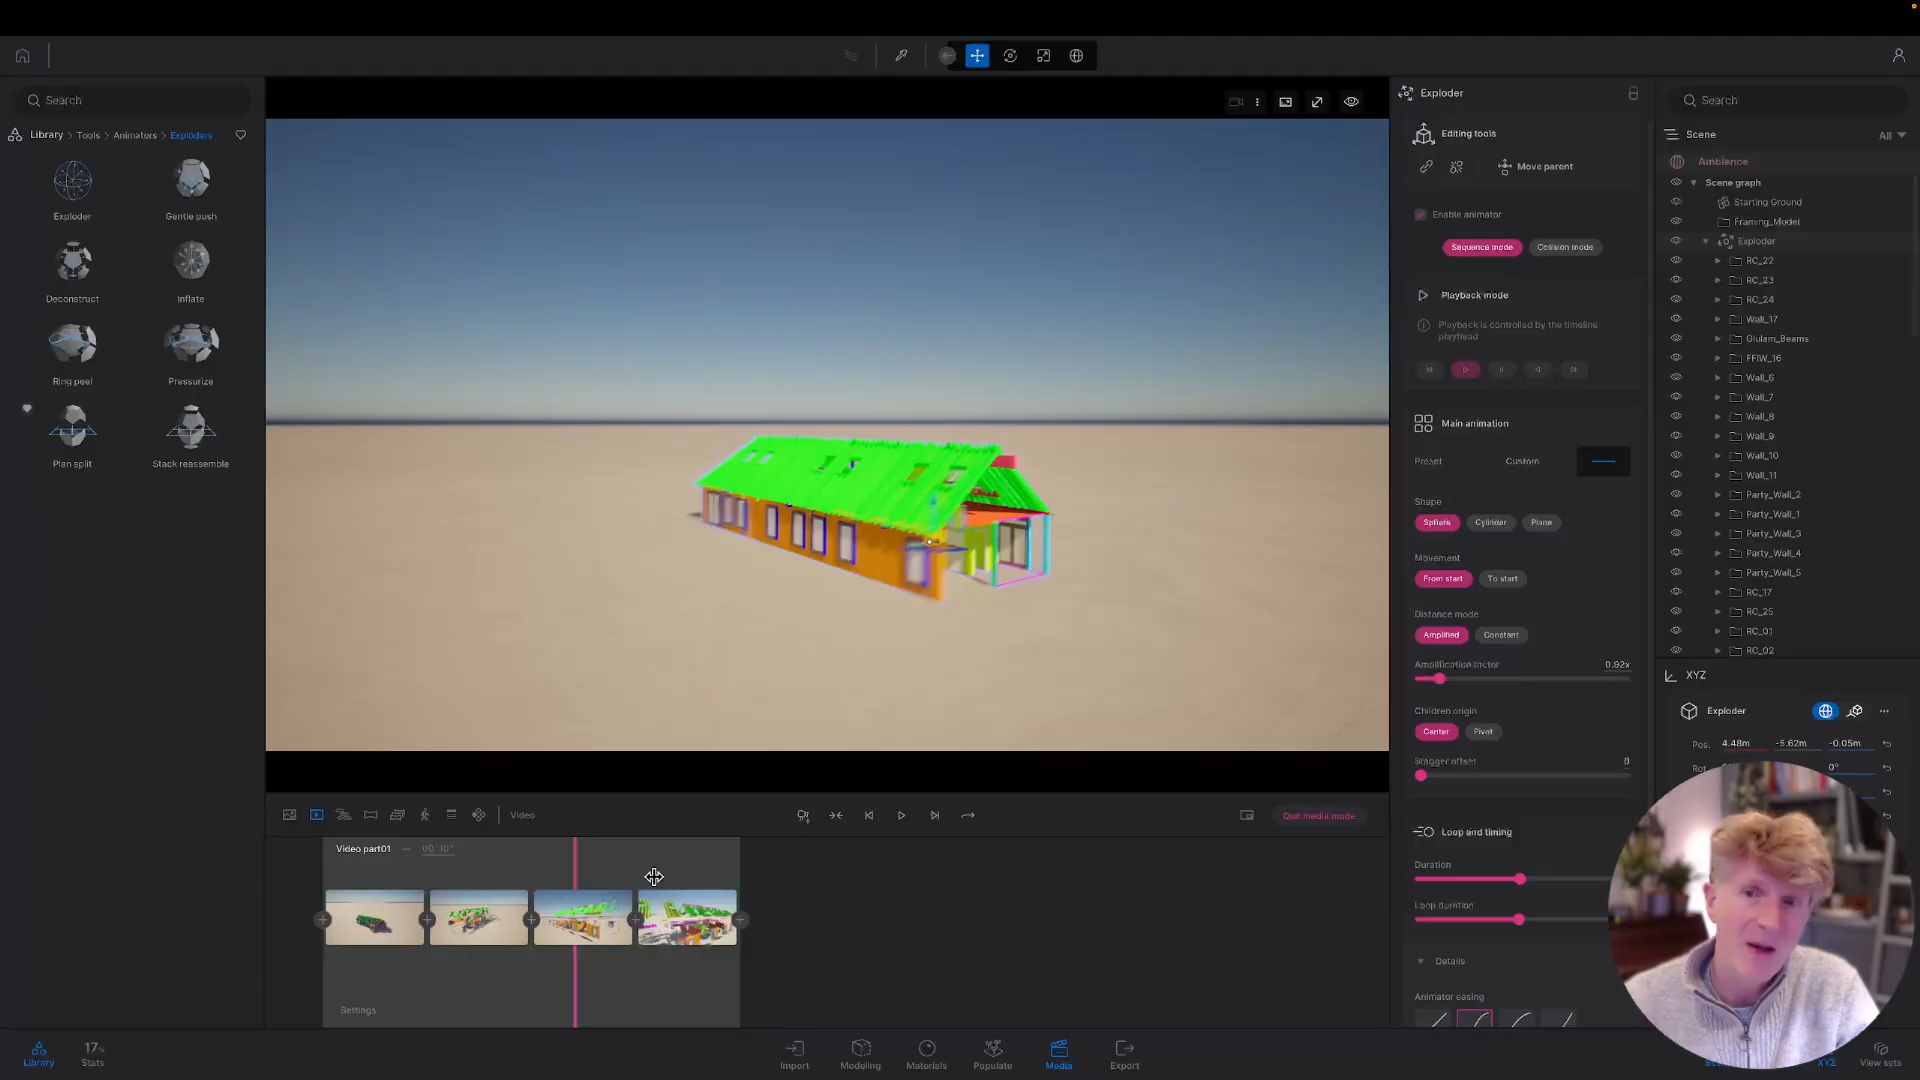 Search
Library > Tools > Animators > Exploders
Exploder
Gentle push
Deconstruct
Inflate
Ring peel
Pressurize
Plan split
Stack reassemble
Exploder
Editing tools
Move parent
Enable animator
Sequence mode
Collision mode
Playback mode
Playback is controlled by the timeline
playhead
Main animation
Preset
Custom
Shape
Sphere
Cylinder
Plane
Movement
From start
To start
Distance mode
Amplified
Constant
Amplification factor
0.92x
Children origin
Center
Pivot
Stagger offset
0
Loop and timing
Duration
Loop duration
Details
Animator easing
Search
Scene
All
Ambience
Scene graph
Starting Ground
Framing_Model
Exploder
RC_22
RC_23
RC_24
Wall_17
Glulam_Beams
FFIW_16
Wall_6
Wall_7
Wall_8
Wall_9
Wall_10
Wall_11
Party_Wall_2
Party_Wall_1
Party_Wall_3
Party_Wall_4
Party_Wall_5
RC_17
RC_25
RC_01
RC_02
XYZ
Exploder
Pos.
4.48m
-5.62m
-0.05m
Rot.
0°
Video
Quit media mode
Video part01
00:10"
Settings
Library
17
Stats
Import
Modeling
Materials
Populate
Media
Export
XYZ
View sets